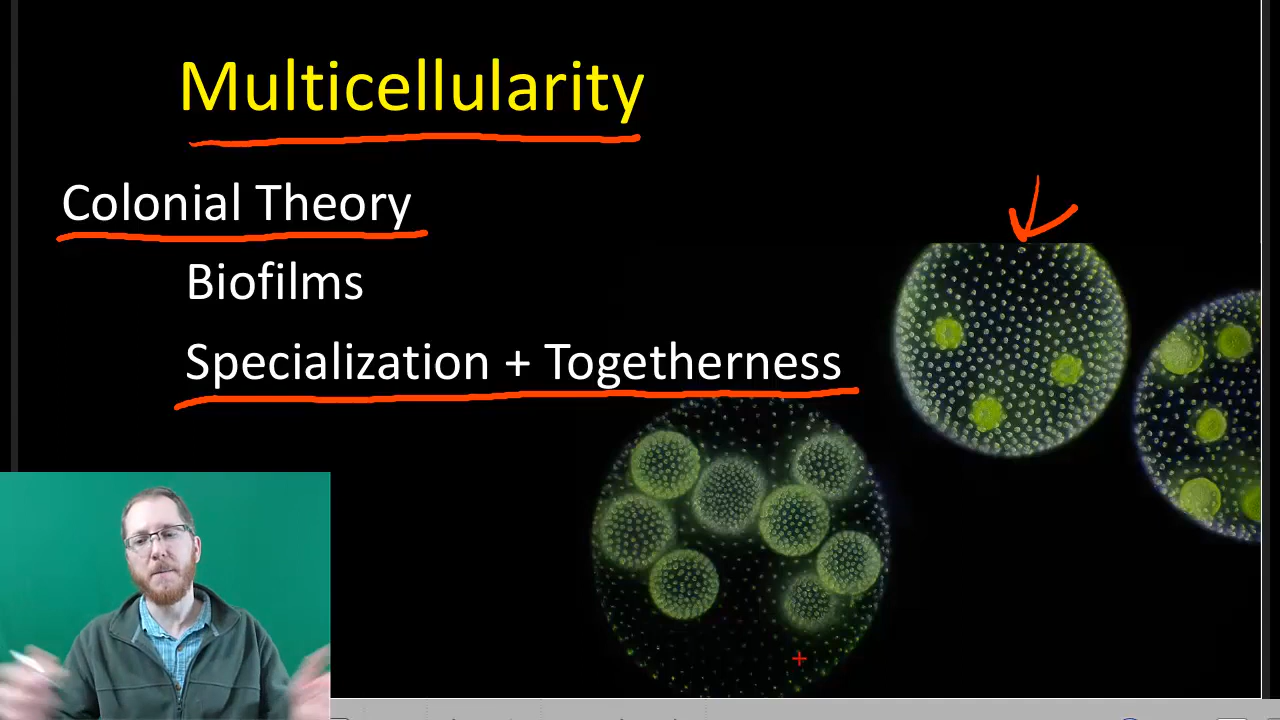 Multicellularity
Colonial Theory
Biofilms
Specialization + Togetherness